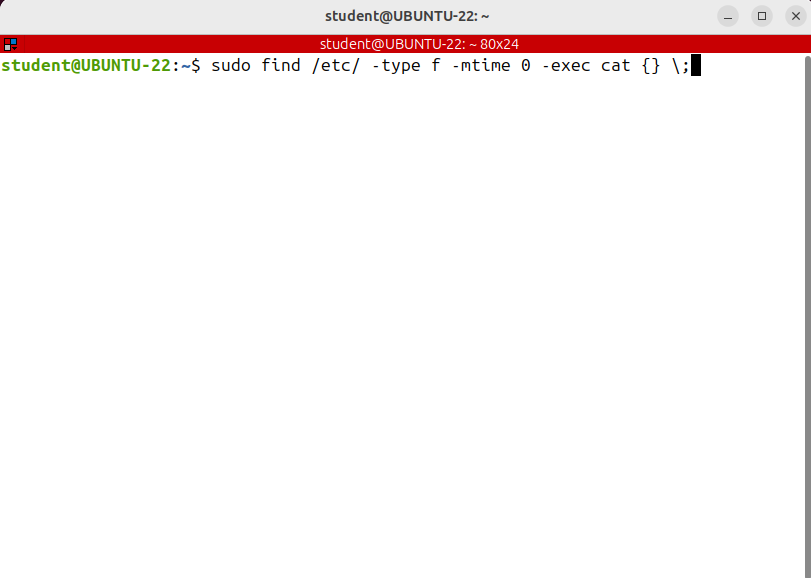 student@UBUNTU-22: ~
student@UBUNTU-22: ~ 80x24
student@UBUNTU-22:~$ sudo find /etc/ -type f -mtime 0 -exec cat {} \;